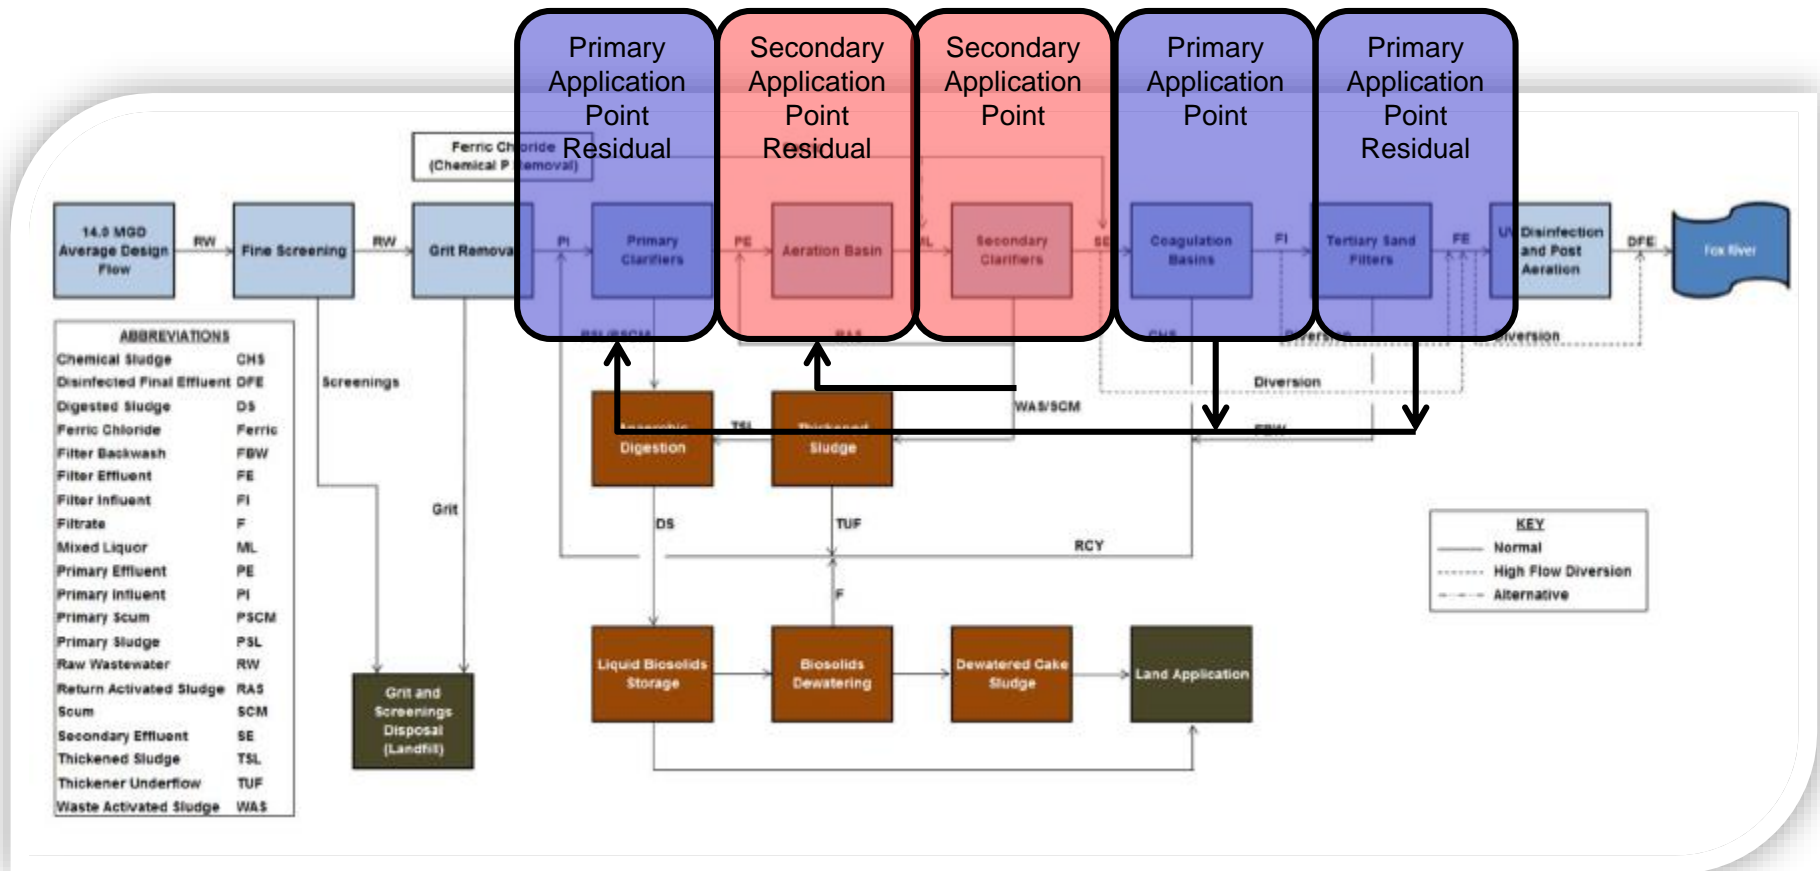 Primary
Application
Point
Residual
Secondary
Application
Point
Residual
Secondary
Application
Point
Primary
Application
Point
Primary
Application
Point
Residual
Ferric Chloride
(Chemical P Removal)
14.0 MGD
Average Design
Flow
RW
Fine Screening
RW
Grit Removal
PI
Primary
Clarifiers
PE
Aeration Basin
ML
Secondary
Clarifiers
SE
Coagulation
Basins
FI
Tertiary Sand
Filters
FE
UV Disinfection
and Post
Aeration
DFE
Fox River
PSL/PSCM
RAS
CHS
Diversion
Diversion
Diversion
ABBREVIATIONS
Chemical Sludge CHS
Disinfected Final Effluent DFE
Digested Sludge DS
Ferric Chloride Ferric
Filter Backwash FBW
Filter Effluent FE
Filter Influent FI
Filtrate F
Mixed Liquor ML
Primary Effluent PE
Primary Influent PI
Primary Scum PSCM
Primary Sludge PSL
Raw Wastewater RW
Return Activated Sludge RAS
Scum SCM
Secondary Effluent SE
Thickened Sludge TSL
Thickener Underflow TUF
Waste Activated Sludge WAS
Screenings
Grit
WAS/SCM
Anaerobic
Digestion
TSL
Thickened
Sludge
FBW
DS
TUF
RCY
F
KEY
Normal
High Flow Diversion
Alternative
Grit and
Screenings
Disposal
(Landfill)
Liquid Biosolids
Storage
Biosolids
Dewatering
Dewatered Cake
Sludge
Land Application